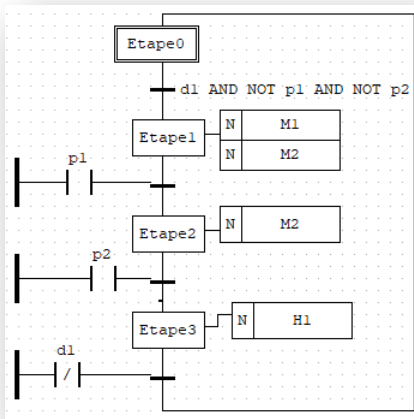 Etape0
d1 AND NOT p1 AND NOT p2
Etape1 N M1
N M2
p1
Etape2 N M2
p2
Etape3 N H1
d1
/